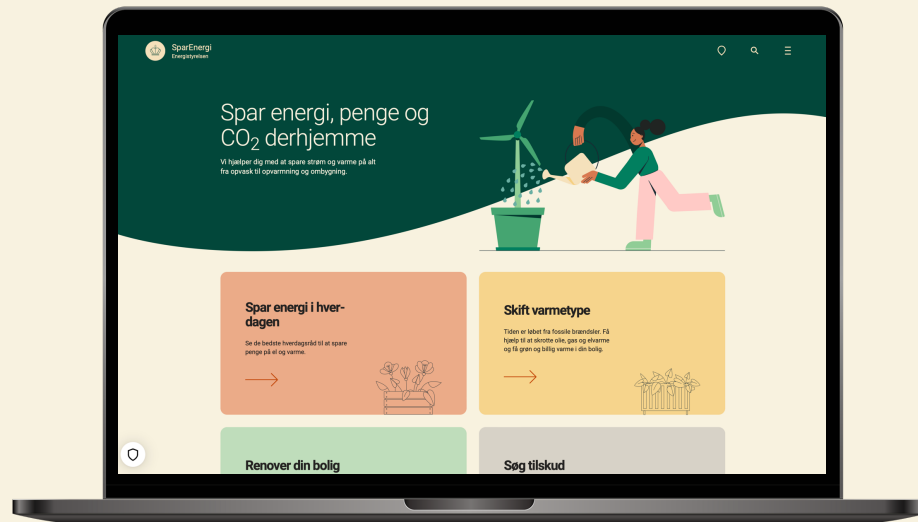 SparEnergi
Energistyrelsen
Spar energi, penge og
CO₂ derhjemme
Vi hjælper dig med at spare strøm og varme på alt
fra opvask til opvarmning og ombygning.
Spar energi i hver-
dagen
Se de bedste hverdagsråd til at spare
penge på el og varme.
Skift varmetype
Tiden er løbet fra fossile brændsler. Få
hjælp til at skrotte olie, gas og elvarme
og få grøn og billig varme i din bolig.
Renover din bolig
Søg tilskud